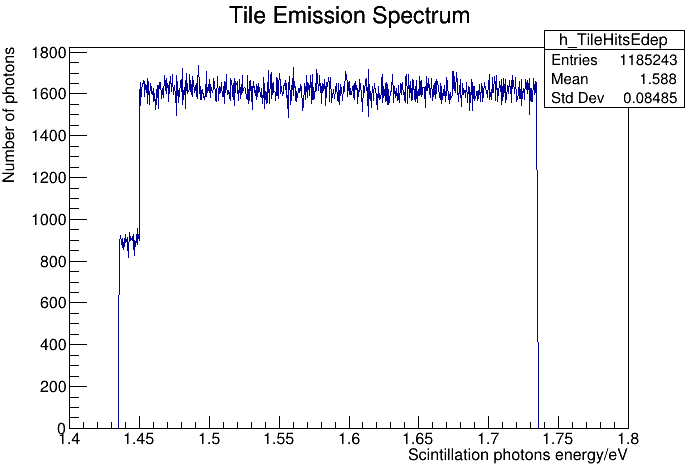 Tile Emission Spectrum
h_TileHitsEdep
Entries 1185243
Mean 1.588
Std Dev 0.08485
Number of photons
1800
1600
1400
1200
1000
800
600
400
200
0
1.4 1.45 1.5 1.55 1.6 1.65 1.7 1.75 1.8
Scintillation photons energy/eV